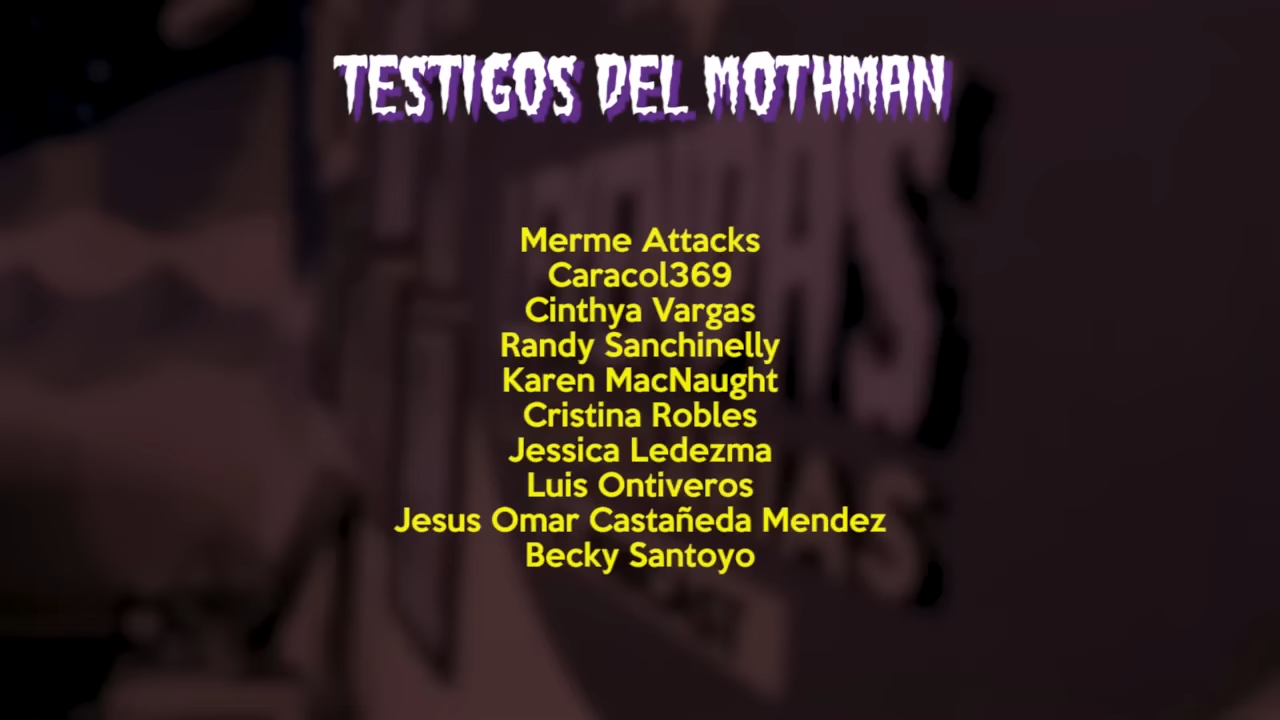 TESTIGOS DEL MOTHMAN
Merme Attacks
Caracol369
Cinthya Vargas
Randy Sanchinelly
Karen MacNaught
Cristina Robles
Jessica Ledezma
Luis Ontiveros
Jesus Omar Castañeda Mendez
Becky Santoyo